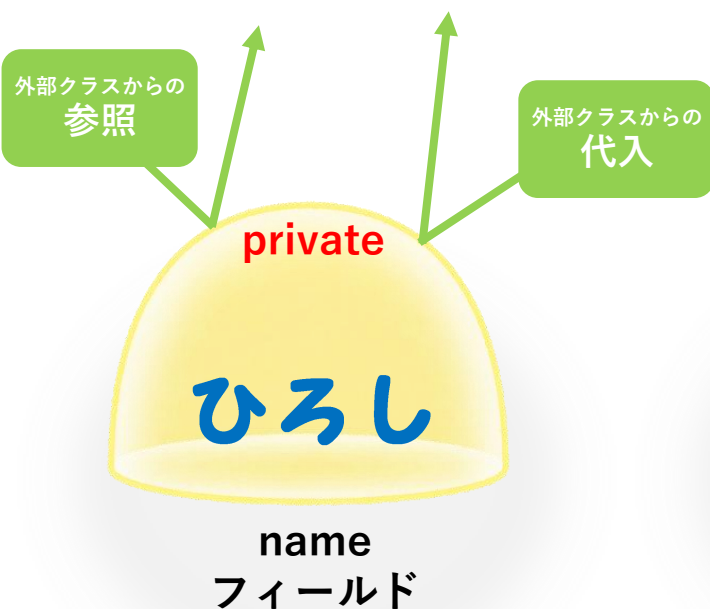 外部クラスからの
参照
外部クラスからの
代入
private
ひろし
name
フィールド